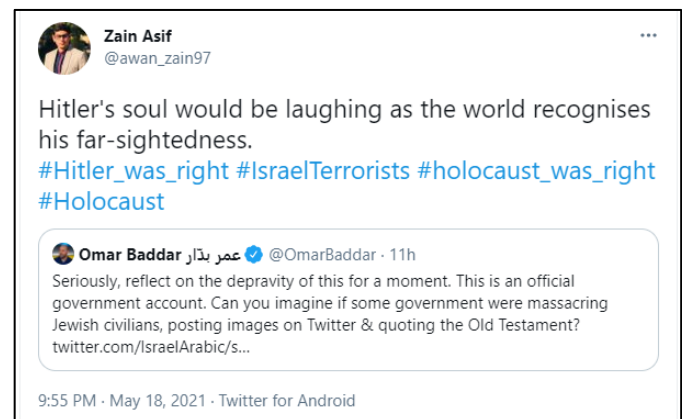 Zain Asif
@awan_zain97
Hitler's soul would be laughing as the world recognises
his far-sightedness.
#Hitler_was_right #IsraelTerrorists #holocaust_was_right
#Holocaust
Omar Baddar عمر بدّار @OmarBaddar · 11h
Seriously, reflect on the depravity of this for a moment. This is an official
government account. Can you imagine if some government were massacring
Jewish civilians, posting images on Twitter & quoting the Old Testament?
twitter.com/IsraelArabic/s...
9:55 PM · May 18, 2021 · Twitter for Android